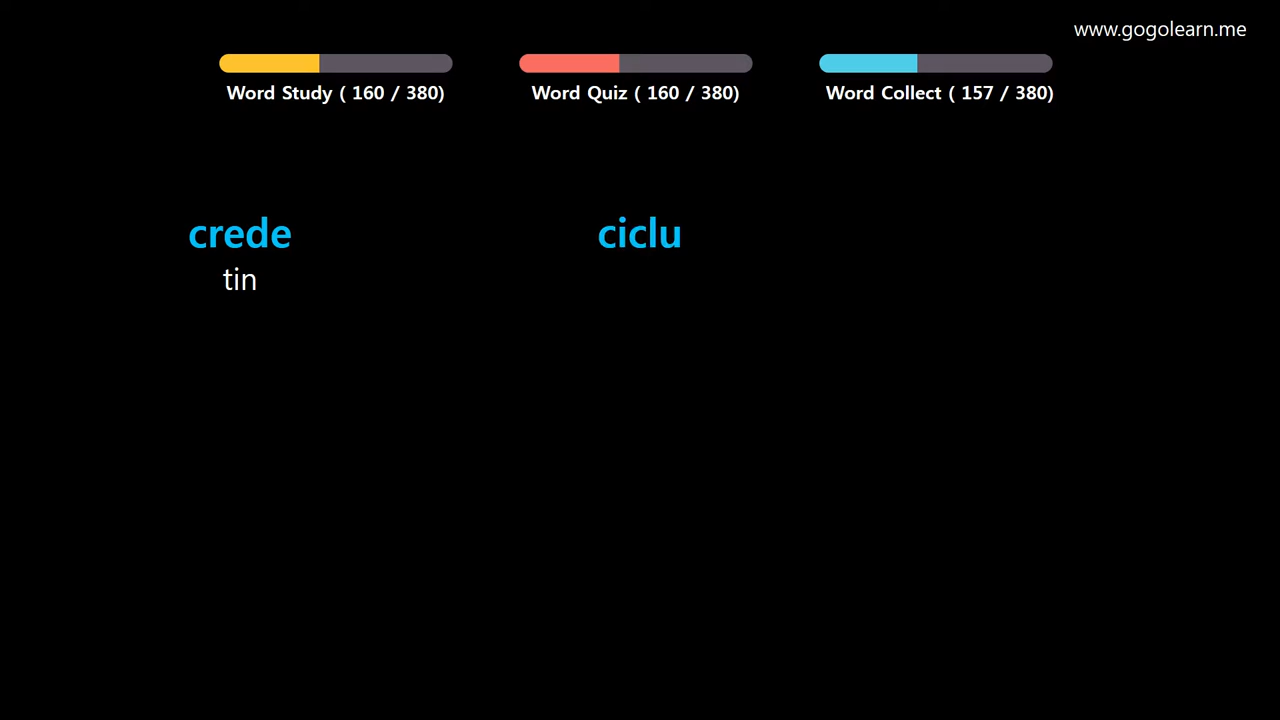 www.gogolearn.me
Word Study ( 160 / 380)
Word Quiz ( 160 / 380)
Word Collect ( 157 / 380)
crede
ciclu
tin